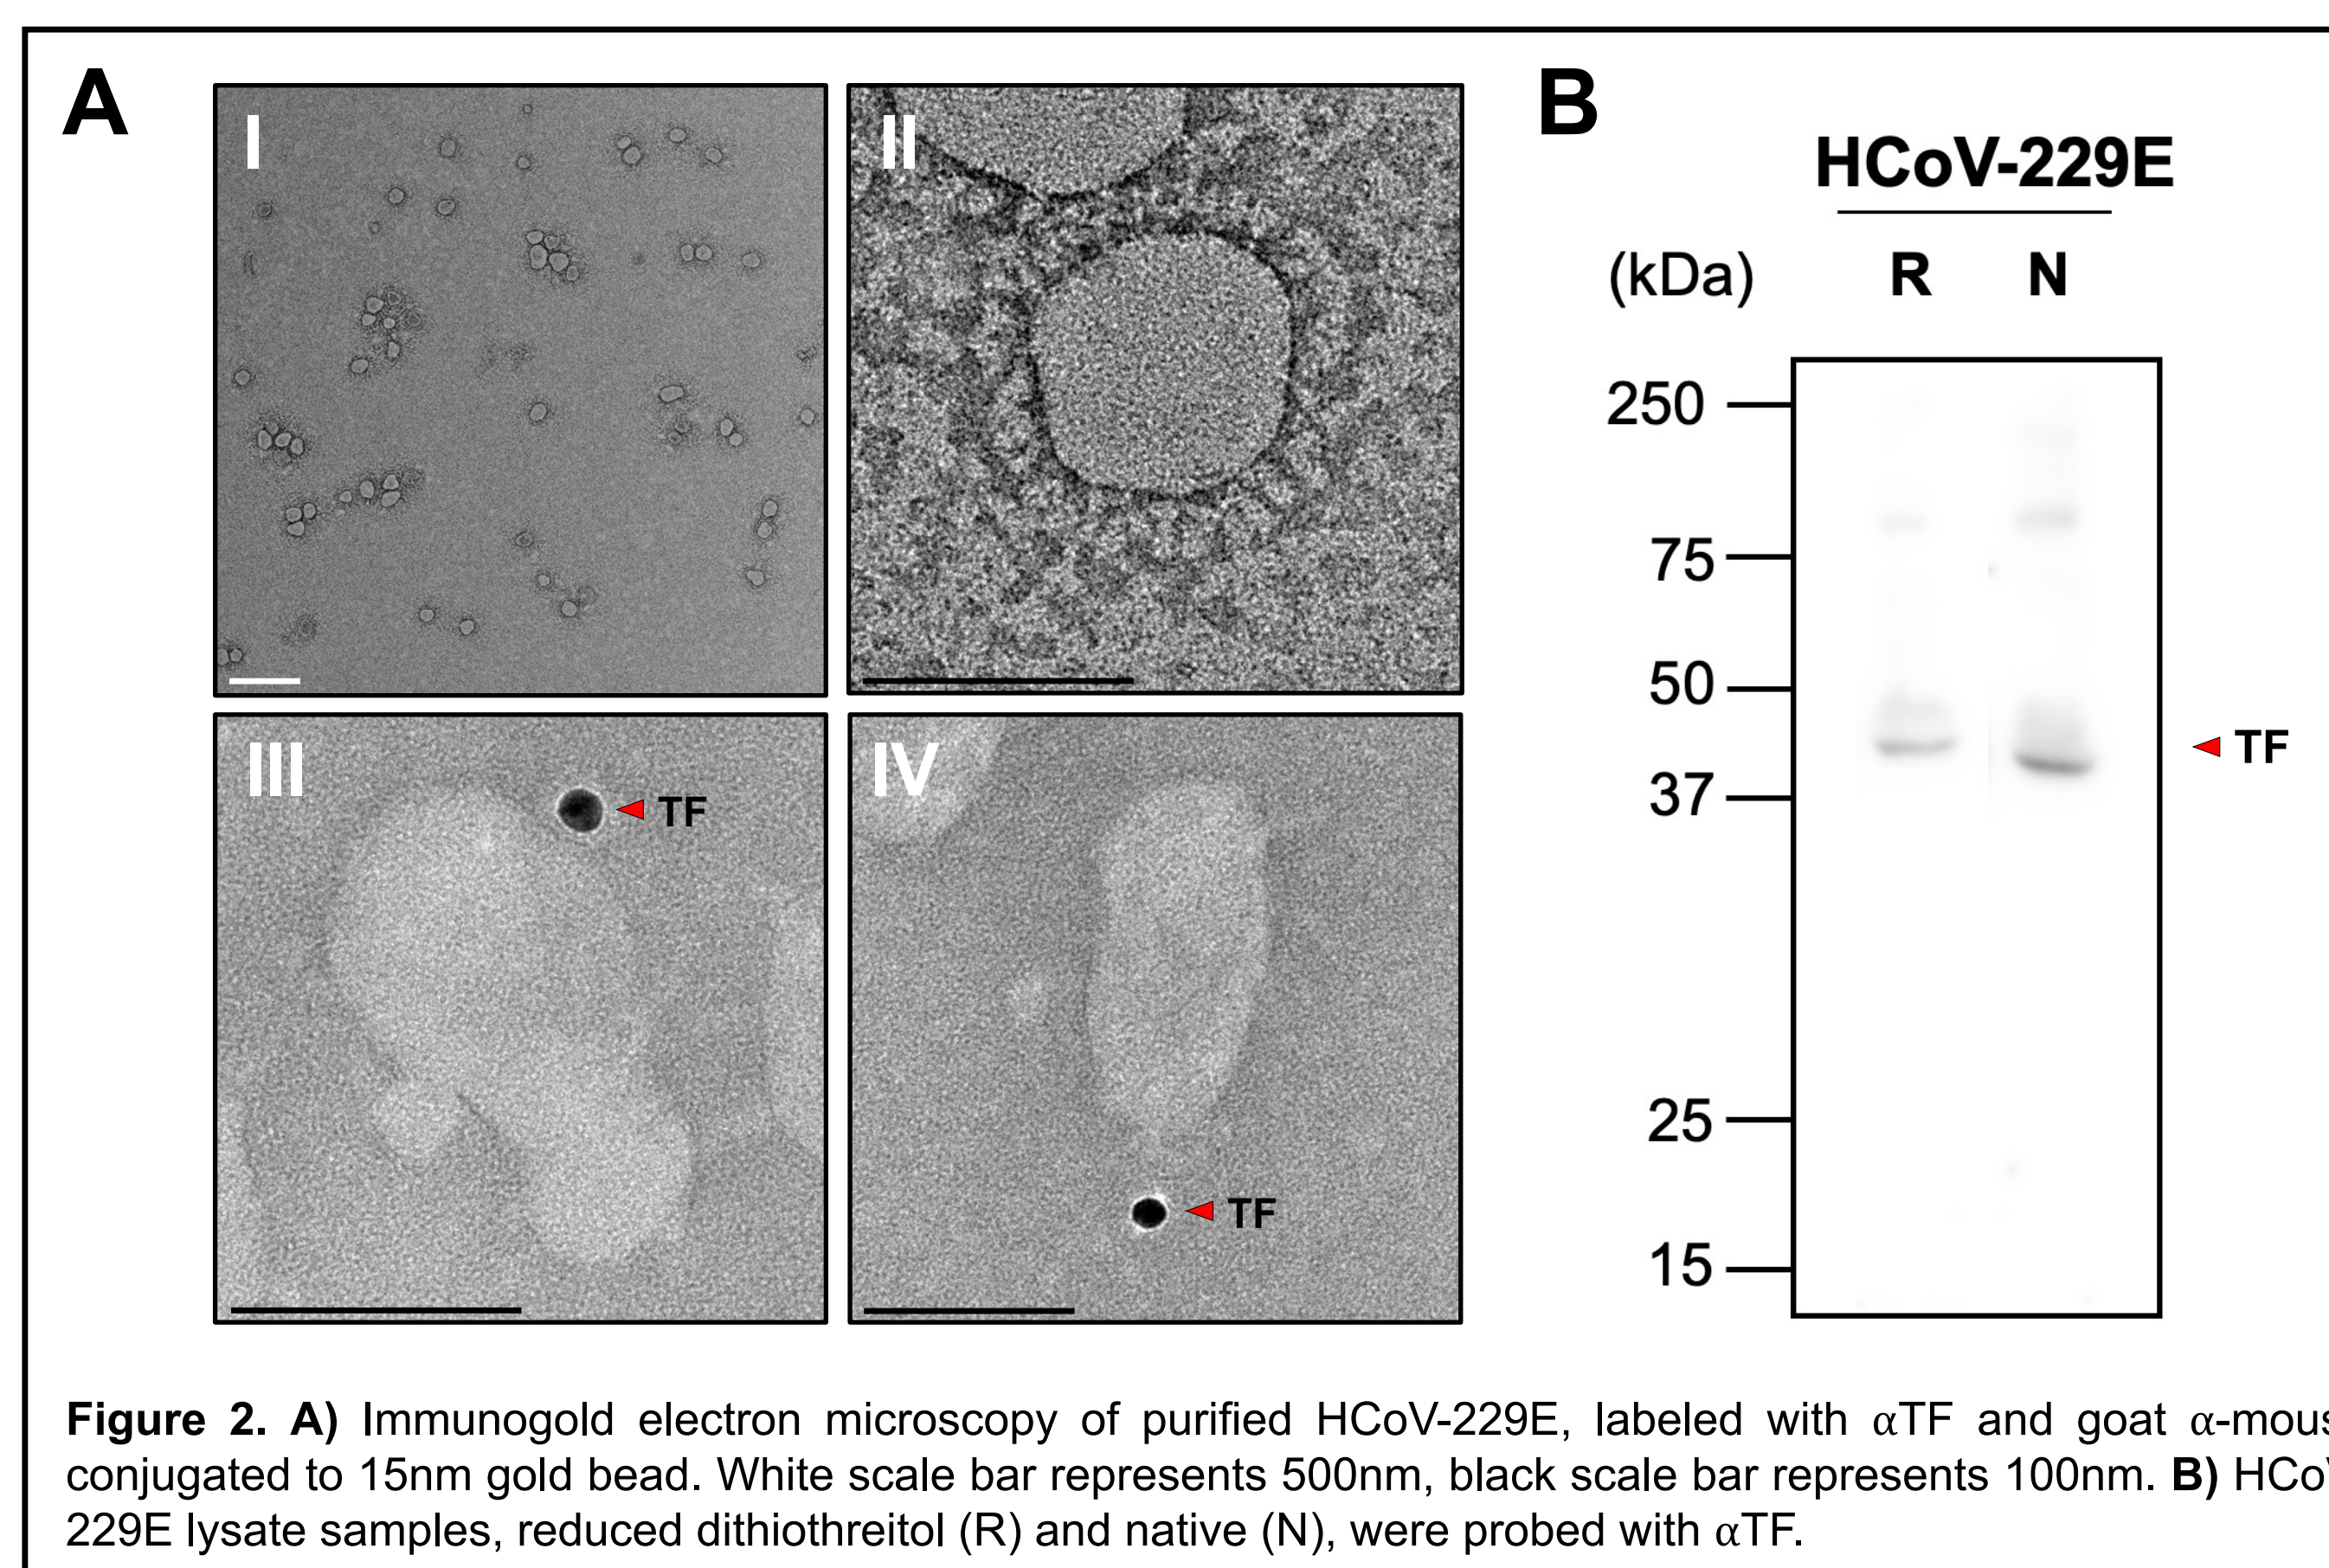 A
I
II
III
TF
IV
TF
B
HCoV-229E
(kDa)
R
N
250
75
50
37
25
15
TF
Figure 2. A) Immunogold electron microscopy of purified HCoV-229E, labeled with αTF and goat α-mous
conjugated to 15nm gold bead. White scale bar represents 500nm, black scale bar represents 100nm. B) HCoV
229E lysate samples, reduced dithiothreitol (R) and native (N), were probed with αTF.